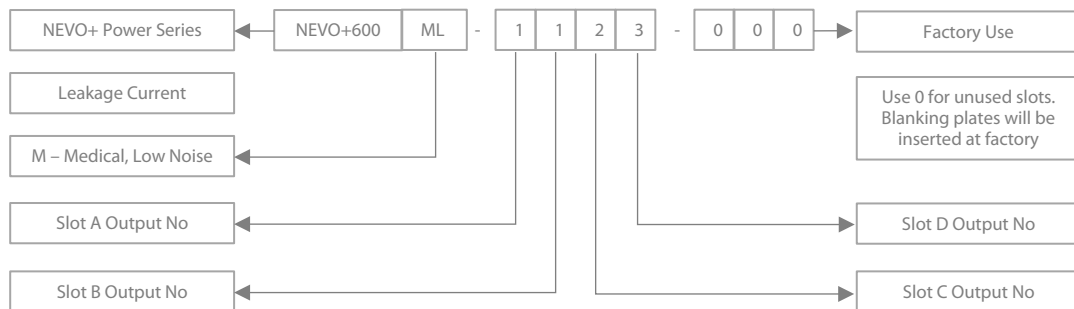 NEVO+ Power Series
NEVO+600 ML - 1 1 2 3 - 0 0 0
Factory Use
Leakage Current
Use 0 for unused slots.
Blanking plates will be
inserted at factory
M – Medical, Low Noise
Slot A Output No
Slot D Output No
Slot B Output No
Slot C Output No